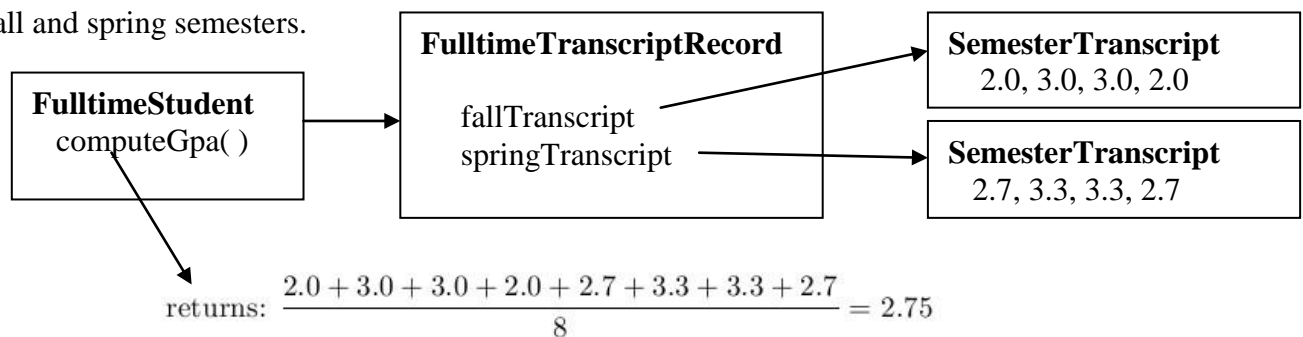 all and spring semesters.
FulltimeStudent
computeGpa( )
FulltimeTranscriptRecord
fallTranscript
springTranscript
SemesterTranscript
2.0, 3.0, 3.0, 2.0
SemesterTranscript
2.7, 3.3, 3.3, 2.7
returns: \frac{2.0 + 3.0 + 3.0 + 2.0 + 2.7 + 3.3 + 3.3 + 2.7}{8} = 2.75